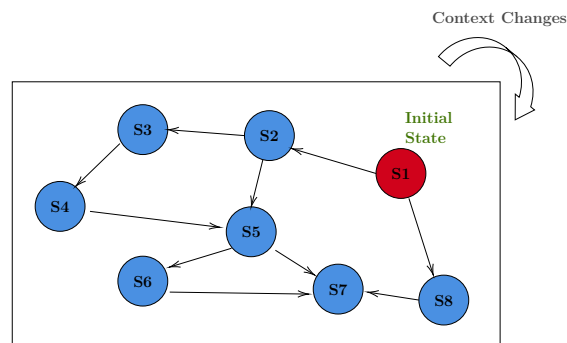 Context Changes
Initial
State
S3
S2
S1
S4
S5
S6
S7
S8